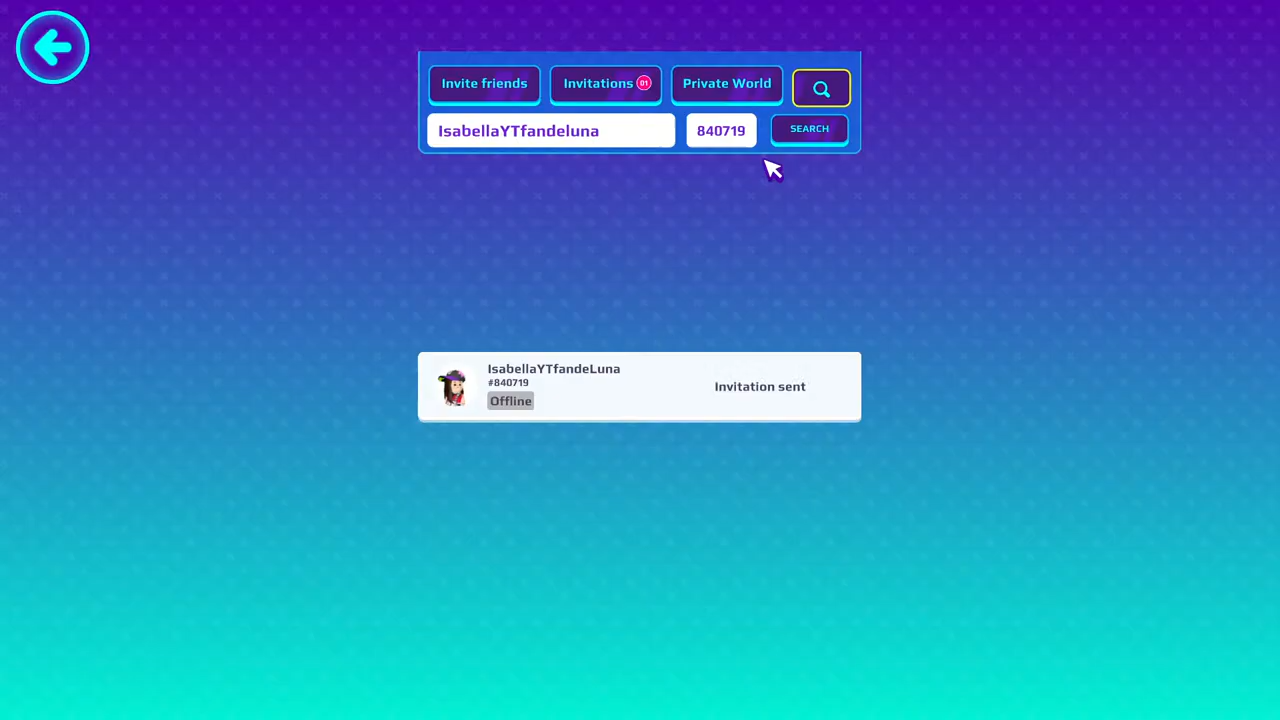 Invite friends
Invitations 01
Private World
IsabellaYTfandeluna
840719
SEARCH
IsabellaYTfandeLuna
#840719
Offline
Invitation sent